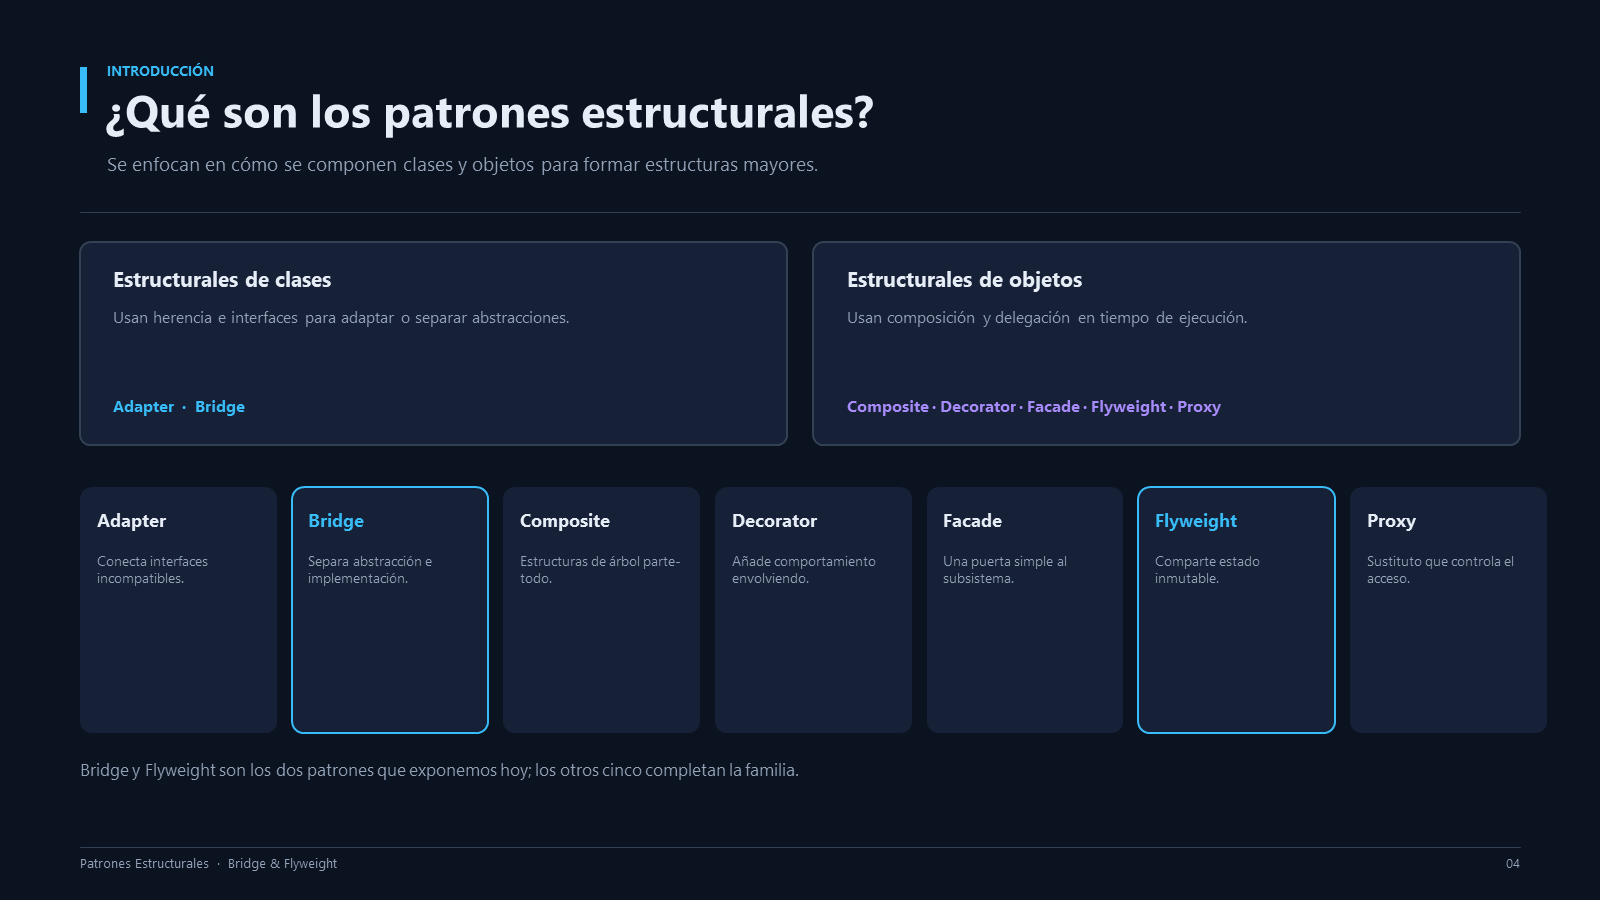 INTRODUCCIÓN
¿Qué son los patrones estructurales?
Se enfocan en cómo se componen clases y objetos para formar estructuras mayores.
Estructurales de clases
Usan herencia e interfaces para adaptar o separar abstracciones.
Adapter · Bridge
Estructurales de objetos
Usan composición y delegación en tiempo de ejecución.
Composite · Decorator · Facade · Flyweight · Proxy
Adapter
Conecta interfaces
incompatibles.
Bridge
Separa abstracción e
implementación.
Composite
Estructuras de árbol parte-
todo.
Decorator
Añade comportamiento
envolviendo.
Facade
Una puerta simple al
subsistema.
Flyweight
Comparte estado
inmutable.
Proxy
Sustituto que controla el
acceso.
Bridge y Flyweight son los dos patrones que exponemos hoy; los otros cinco completan la familia.
Patrones Estructurales · Bridge & Flyweight
04